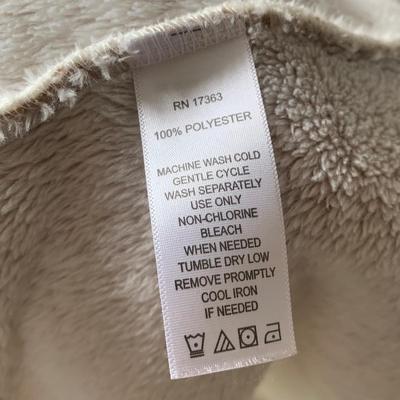 RN 17363
100% POLYESTER
MACHINE WASH COLD
GENTLE CYCLE
WASH SEPARATELY
USE ONLY
NON-CHLORINE
BLEACH
WHEN NEEDED
TUMBLE DRY LOW
REMOVE PROMPTLY
COOL IRON
IF NEEDED